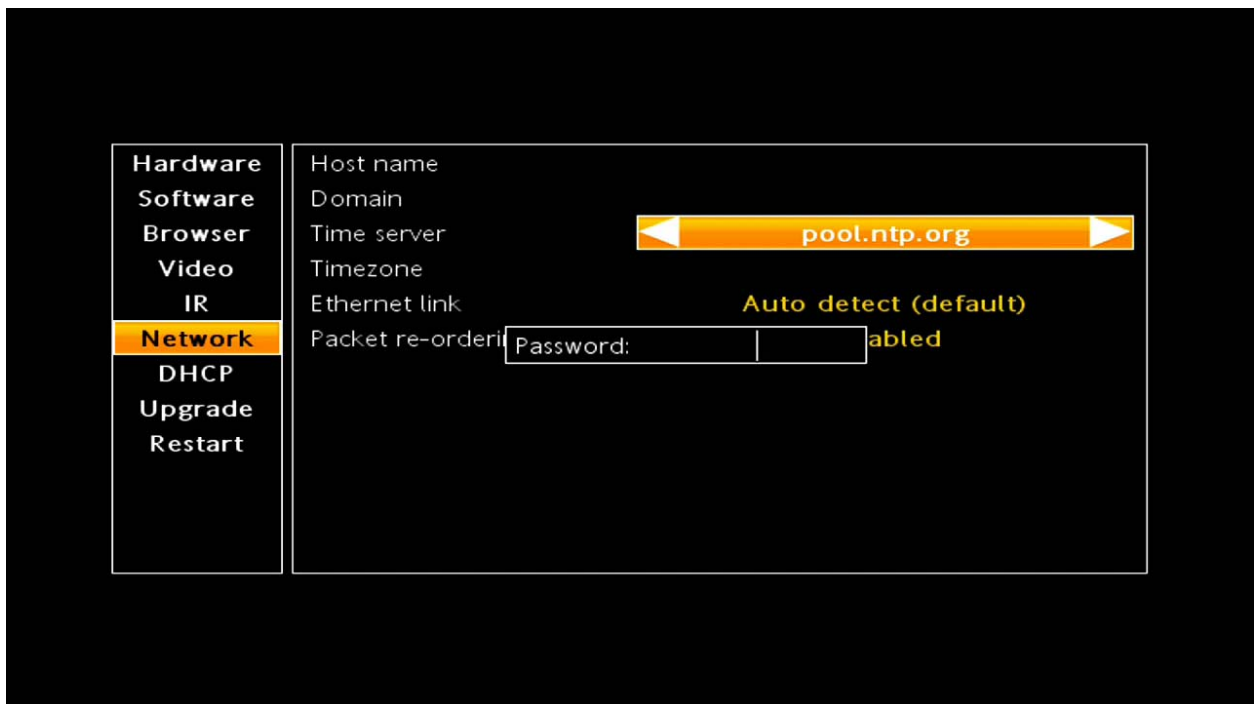 Hardware
Software
Browser
Video
IR
Network
DHCP
Upgrade
Restart
Host name
Domain
Time server pool.ntp.org
Timezone
Ethernet link Auto detect (default)
Packet re-orderi abled
Password: